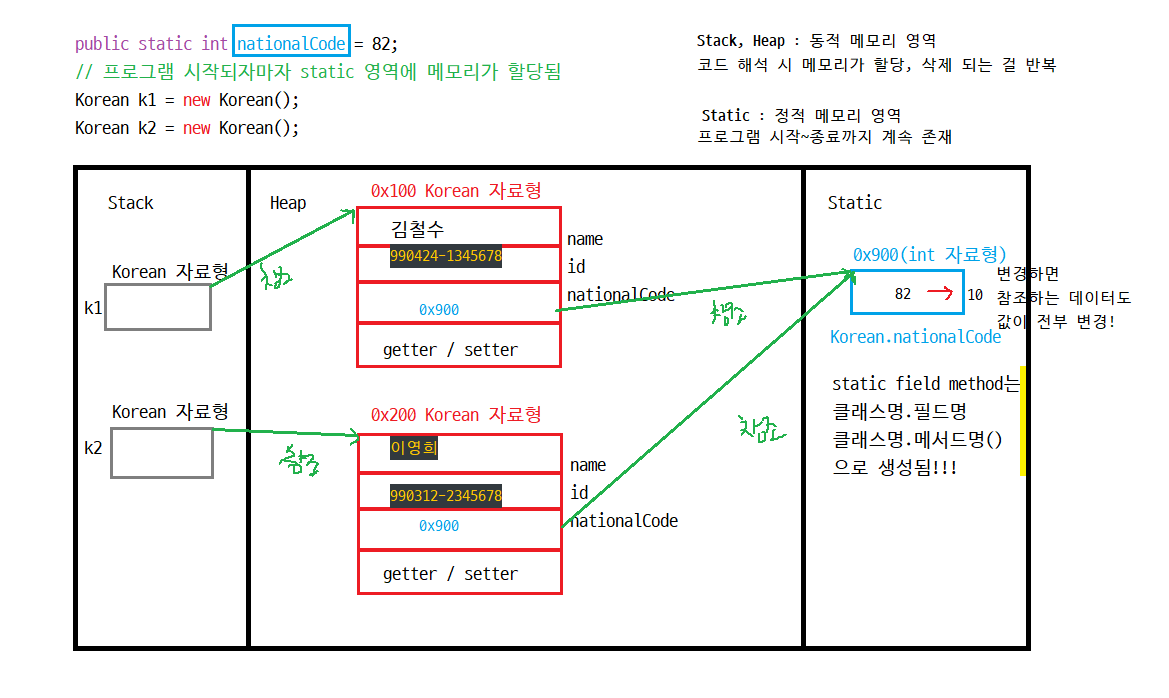 public static int nationalCode = 82;
// 프로그램 시작되자마자 static 영역에 메모리가 할당됨
Korean k1 = new Korean();
Korean k2 = new Korean();
Stack, Heap : 동적 메모리 영역
코드 해석 시 메모리가 할당, 삭제 되는 걸 반복
Static : 정적 메모리 영역
프로그램 시작~종료까지 계속 존재
Stack
Korean 자료형
k1
Korean 자료형
k2
참조
참조
Heap
0x100 Korean 자료형
김철수
name
990424-1345678
id
nationalCode
0x900
getter / setter
참조
0x200 Korean 자료형
이영희
name
990312-2345678
id
0x900
nationalCode
getter / setter
참조
Static
0x900(int 자료형)
82 → 10
변경하면
참조하는 데이터도
값이 전부 변경!
Korean.nationalCode
static field method는
클래스명.필드명
클래스명.메서드명()
으로 생성됨!!!